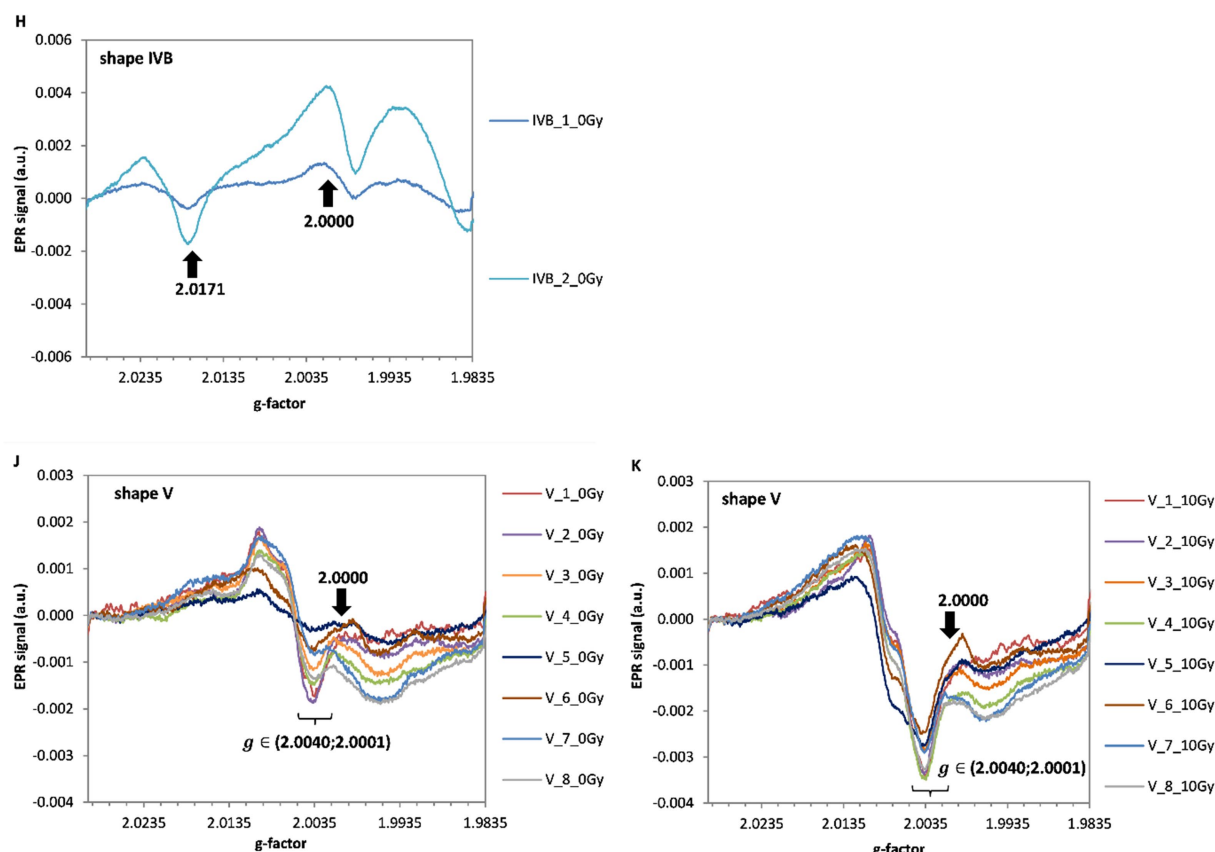 H
shape IVB
EPR signal (a.u.)
0.006
0.004
0.002
0.000
-0.002
-0.004
-0.006
2.0171
2.0000
2.0235
2.0135
2.0035
1.9935
1.9835
g-factor
IVB_1_0Gy
IVB_2_0Gy
J
shape V
EPR signal (a.u.)
0.003
0.002
0.001
0.000
-0.001
-0.002
-0.003
-0.004
2.0000
g ∈ (2.0040;2.0001)
2.0235
2.0135
2.0035
1.9935
1.9835
g-factor
V_1_0Gy
V_2_0Gy
V_3_0Gy
V_4_0Gy
V_5_0Gy
V_6_0Gy
V_7_0Gy
V_8_0Gy
K
shape V
EPR signal (a.u.)
0.003
0.002
0.001
0.000
-0.001
-0.002
-0.003
-0.004
2.0000
g ∈ (2.0040;2.0001)
2.0235
2.0135
2.0035
1.9935
1.9835
g-factor
V_1_10Gy
V_2_10Gy
V_3_10Gy
V_4_10Gy
V_5_10Gy
V_6_10Gy
V_7_10Gy
V_8_10Gy